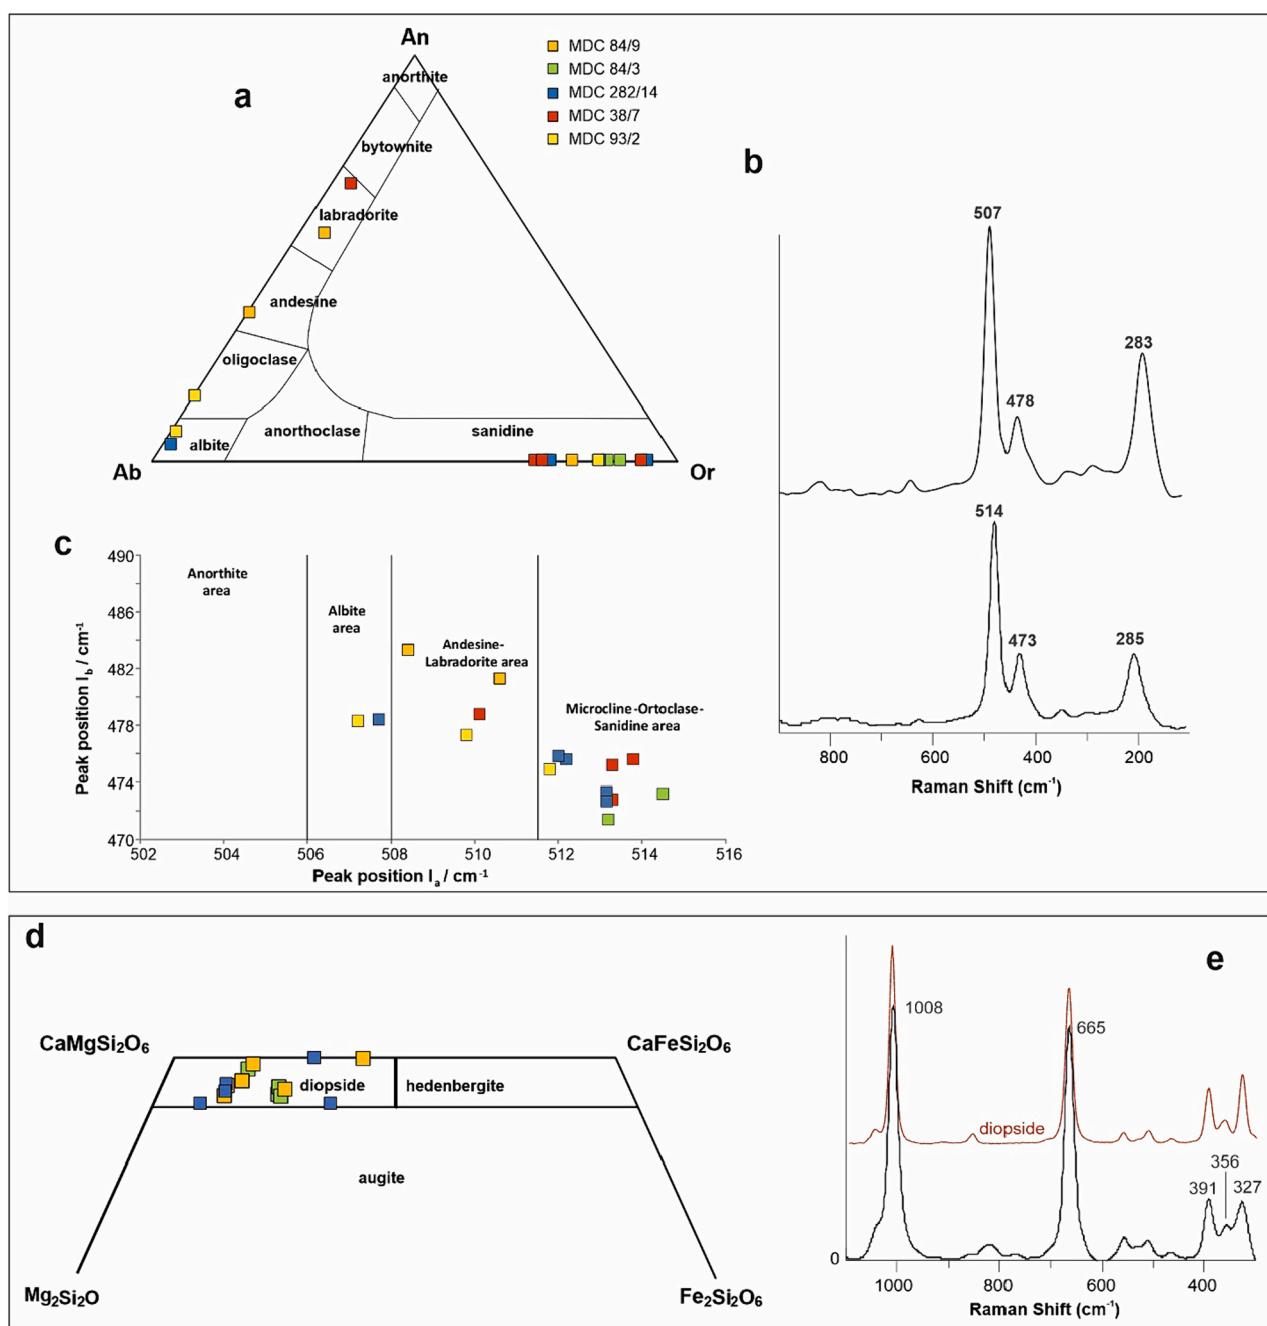 a
An
anorthite
bytownite
labradorite
andesine
oligoclase
albite
anorthoclase
sanidine
Ab
Or
MDC 84/9
MDC 84/3
MDC 282/14
MDC 38/7
MDC 93/2
b
507
478
283
514
473
285
800
600
400
200
Raman Shift (cm⁻¹)
c
490
486
482
478
474
470
Peak position I_b / cm⁻¹
Anorthite
area
Albite
area
Andesine-
Labradorite area
Microcline-Ortoclase-
Sanidine area
502
504
506
508
510
512
514
516
Peak position I_a / cm⁻¹
d
CaMgSi₂O₆
CaFeSi₂O₆
diopside
hedenbergite
augite
Mg₂Si₂O
Fe₂Si₂O₆
e
1008
665
diopside
356
391
327
0
1000
800
600
400
Raman Shift (cm⁻¹)